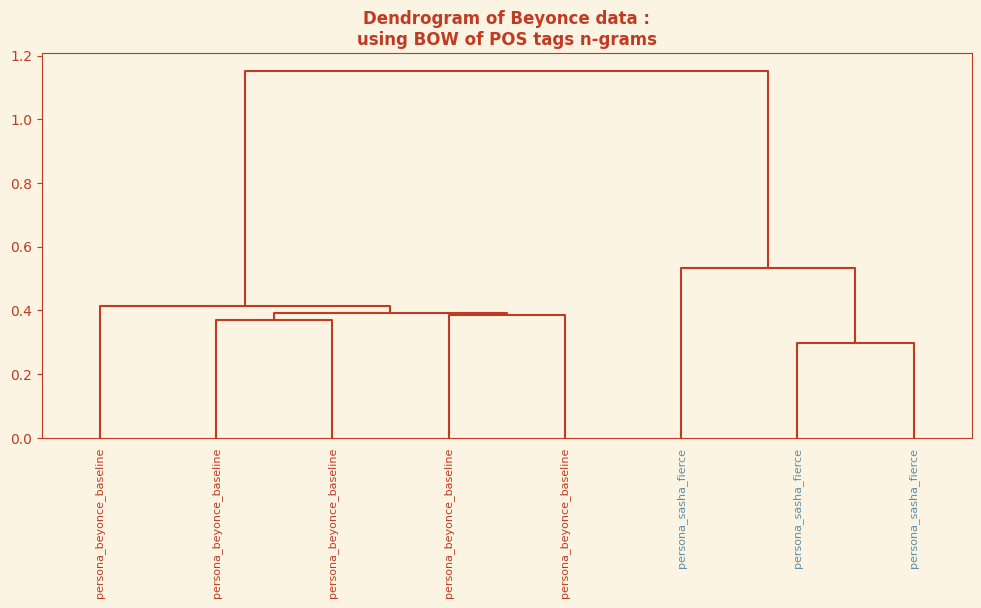 Dendrogram of Beyonce data :
using BOW of POS tags n-grams
1.2
1.0
0.8
0.6
0.4
0.2
0.0
persona_beyonce_baseline
persona_beyonce_baseline
persona_beyonce_baseline
persona_beyonce_baseline
persona_beyonce_baseline
persona_sasha_fierce
persona_sasha_fierce
persona_sasha_fierce